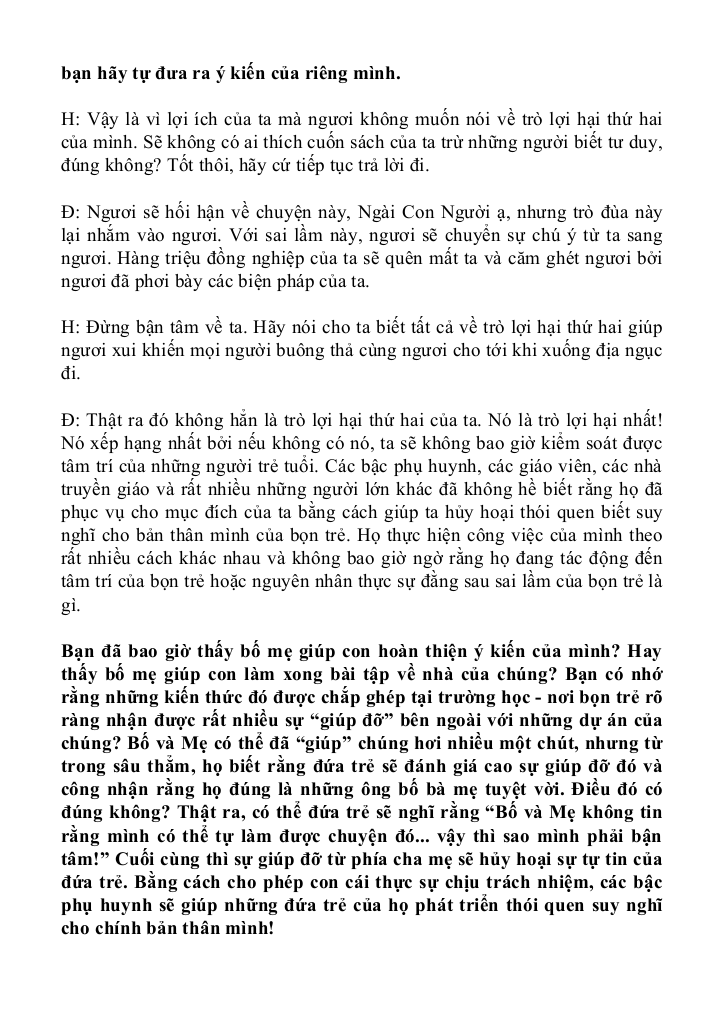 bạn hãy tự đưa ra ý kiến của riêng mình.
H: Vậy là vì lợi ích của ta mà ngươi không muốn nói về trò lợi hại thứ hai
của mình. Sẽ không có ai thích cuốn sách của ta trừ những người biết tư duy,
đúng không? Tốt thôi, hãy cứ tiếp tục trả lời đi.
Đ: Ngươi sẽ hối hận về chuyện này, Ngài Con Người ạ, nhưng trò đùa này
lại nhắm vào ngươi. Với sai lầm này, ngươi sẽ chuyển sự chú ý từ ta sang
ngươi. Hàng triệu đồng nghiệp của ta sẽ quên mất ta và căm ghét ngươi bởi
ngươi đã phơi bày các biện pháp của ta.
H: Đừng bận tâm về ta. Hãy nói cho ta biết tất cả về trò lợi hại thứ hai giúp
ngươi xui khiến mọi người buông thả cùng ngươi cho tới khi xuống địa ngục
đi.
Đ: Thật ra đó không hẳn là trò lợi hại thứ hai của ta. Nó là trò lợi hại nhất!
Nó xếp hạng nhất bởi nếu không có nó, ta sẽ không bao giờ kiểm soát được
tâm trí của những người trẻ tuổi. Các bậc phụ huynh, các giáo viên, các nhà
truyền giáo và rất nhiều những người lớn khác đã không hề biết rằng họ đã
phục vụ cho mục đích của ta bằng cách giúp ta hủy hoại thói quen biết suy
nghĩ cho bản thân mình của bọn trẻ. Họ thực hiện công việc của mình theo
rất nhiều cách khác nhau và không bao giờ ngờ rằng họ đang tác động đến
tâm trí của bọn trẻ hoặc nguyên nhân thực sự đằng sau sai lầm của bọn trẻ là
gì.
Bạn đã bao giờ thấy bố mẹ giúp con hoàn thiện ý kiến của mình? Hay
thấy bố mẹ giúp con làm xong bài tập về nhà của chúng? Bạn có nhớ
rằng những kiến thức đó được chắp ghép tại trường học - nơi bọn trẻ rõ
ràng nhận được rất nhiều sự “giúp đỡ” bên ngoài với những dự án của
chúng? Bố và Mẹ có thể đã “giúp” chúng hơi nhiều một chút, nhưng từ
trong sâu thẳm, họ biết rằng đứa trẻ sẽ đánh giá cao sự giúp đỡ đó và
công nhận rằng họ đúng là những ông bố bà mẹ tuyệt vời. Điều đó có
đúng không? Thật ra, có thể đứa trẻ sẽ nghĩ rằng “Bố và Mẹ không tin
rằng mình có thể tự làm được chuyện đó... vậy thì sao mình phải bận
tâm!” Cuối cùng thì sự giúp đỡ từ phía cha mẹ sẽ hủy hoại sự tự tin của
đứa trẻ. Bằng cách cho phép con cái thực sự chịu trách nhiệm, các bậc
phụ huynh sẽ giúp những đứa trẻ của họ phát triển thói quen suy nghĩ
cho chính bản thân mình!